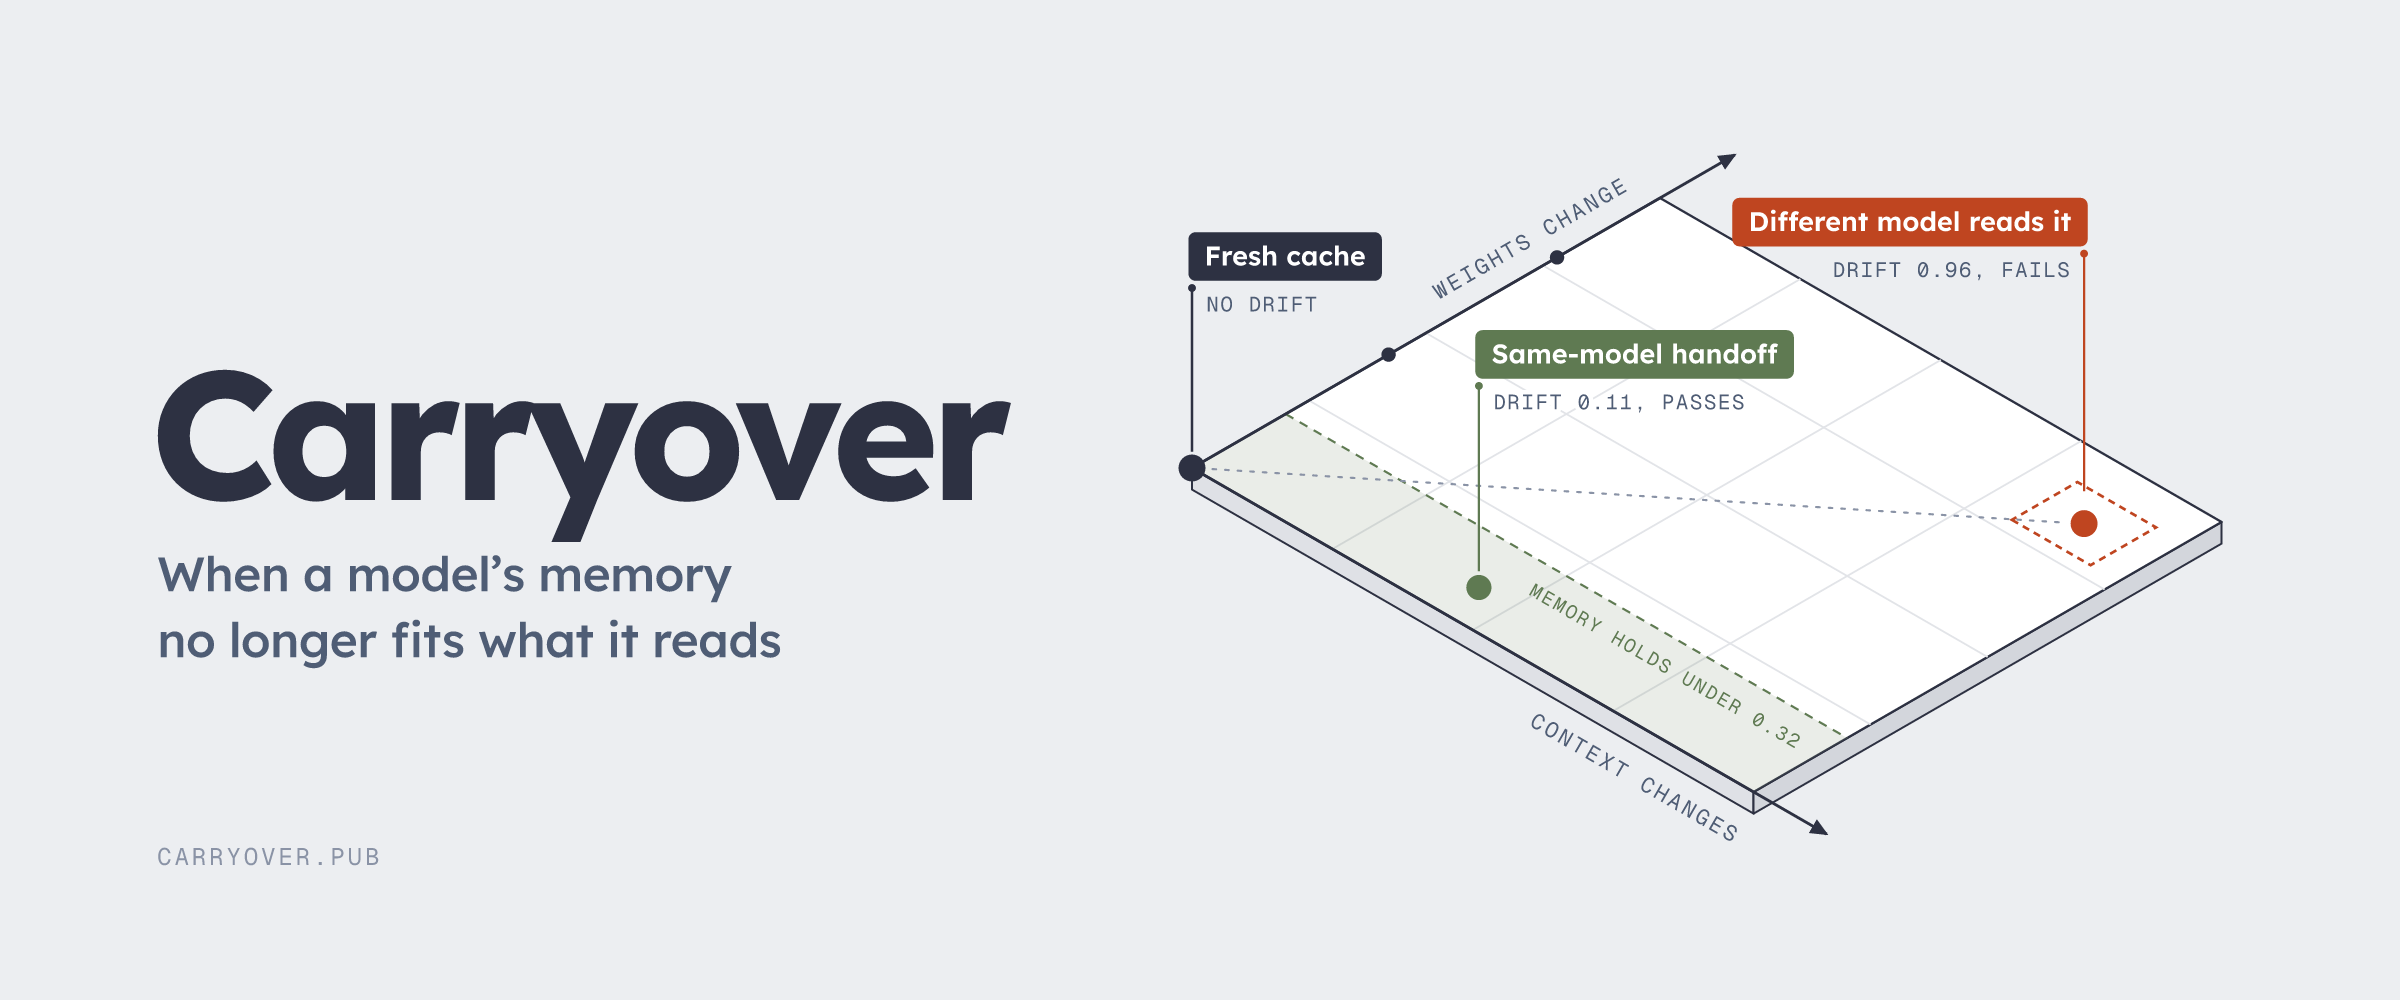 Carryover
When a model’s memory
no longer fits what it reads
CARRYOVER.PUB
WEIGHTS CHANGE
Different model reads it
DRIFT 0.96, FAILS
Fresh cache
NO DRIFT
Same-model handoff
DRIFT 0.11, PASSES
MEMORY HOLDS UNDER 0.32
CONTEXT CHANGES